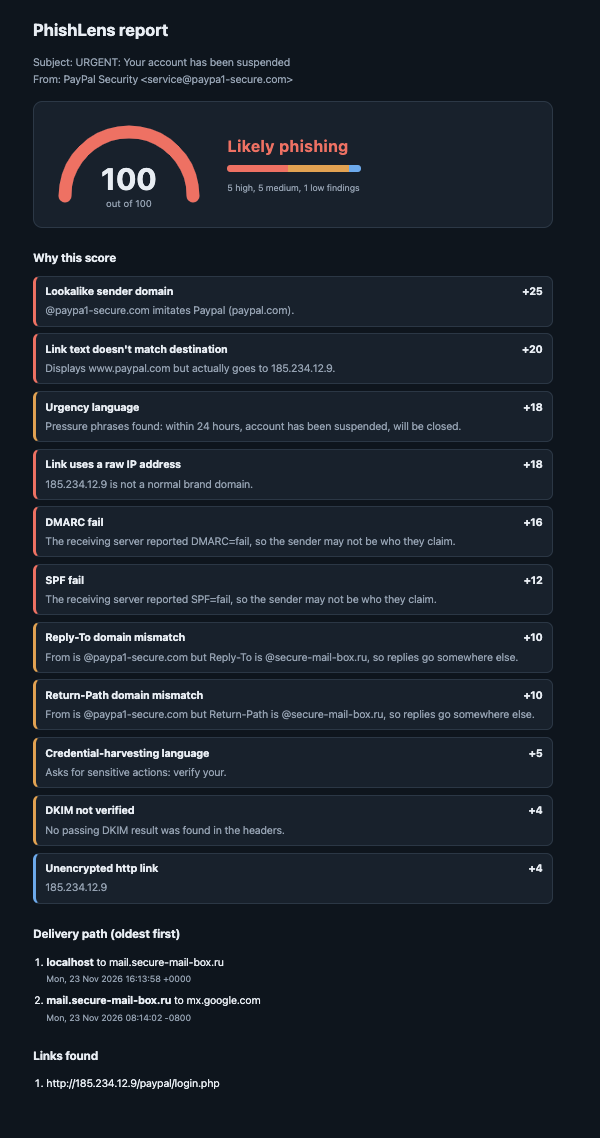 PhishLens report
Subject: URGENT: Your account has been suspended
From: PayPal Security <service@paypa1-secure.com>
100
out of 100
Likely phishing
5 high, 5 medium, 1 low findings
Why this score
Lookalike sender domain +25
@paypa1-secure.com imitates Paypal (paypal.com).
Link text doesn't match destination +20
Displays www.paypal.com but actually goes to 185.234.12.9.
Urgency language +18
Pressure phrases found: within 24 hours, account has been suspended, will be closed.
Link uses a raw IP address +18
185.234.12.9 is not a normal brand domain.
DMARC fail +16
The receiving server reported DMARC=fail, so the sender may not be who they claim.
SPF fail +12
The receiving server reported SPF=fail, so the sender may not be who they claim.
Reply-To domain mismatch +10
From is @paypa1-secure.com but Reply-To is @secure-mail-box.ru, so replies go somewhere else.
Return-Path domain mismatch +10
From is @paypa1-secure.com but Return-Path is @secure-mail-box.ru, so replies go somewhere else.
Credential-harvesting language +5
Asks for sensitive actions: verify your.
DKIM not verified +4
No passing DKIM result was found in the headers.
Unencrypted http link +4
185.234.12.9
Delivery path (oldest first)
1. localhost to mail.secure-mail-box.ru
Mon, 23 Nov 2026 16:13:58 +0000
2. mail.secure-mail-box.ru to mx.google.com
Mon, 23 Nov 2026 08:14:02 -0800
Links found
1. http://185.234.12.9/paypal/login.php